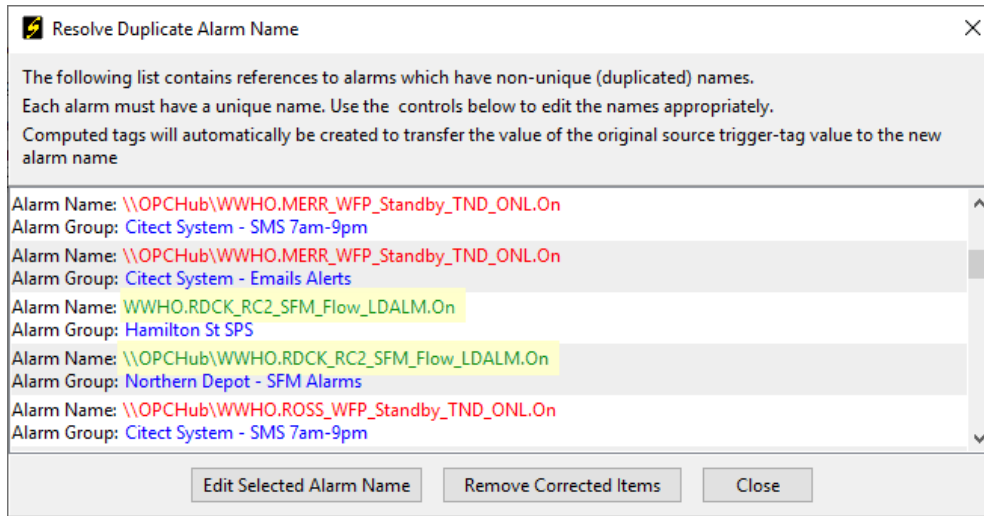 Resolve Duplicate Alarm Name
The following list contains references to alarms which have non-unique (duplicated) names.
Each alarm must have a unique name. Use the  controls below to edit the names appropriately.
Computed tags will automatically be created to transfer the value of the original source trigger-tag value to the new
alarm name
Alarm Name: \\OPCHub\WWHO.MERR_WFP_Standby_TND_ONL.On
Alarm Group: Citect System - SMS 7am-9pm
Alarm Name: \\OPCHub\WWHO.MERR_WFP_Standby_TND_ONL.On
Alarm Group: Citect System - Emails Alerts
Alarm Name: WWHO.RDCK_RC2_SFM_Flow_LDALM.On
Alarm Group: Hamilton St SPS
Alarm Name: \\OPCHub\WWHO.RDCK_RC2_SFM_Flow_LDALM.On
Alarm Group: Northern Depot - SFM Alarms
Alarm Name: \\OPCHub\WWHO.ROSS_WFP_Standby_TND_ONL.On
Alarm Group: Citect System - SMS 7am-9pm
Edit Selected Alarm Name
Remove Corrected Items
Close